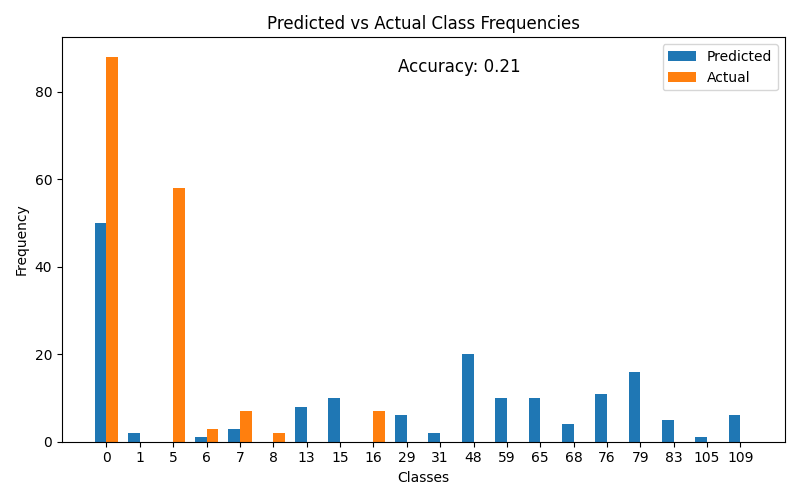 Predicted vs Actual Class Frequencies
Accuracy: 0.21
Predicted
Actual
Frequency
80
60
40
20
0
0 1 5 6 7 8 13 15 16 29 31 48 59 65 68 76 79 83 105 109
Classes